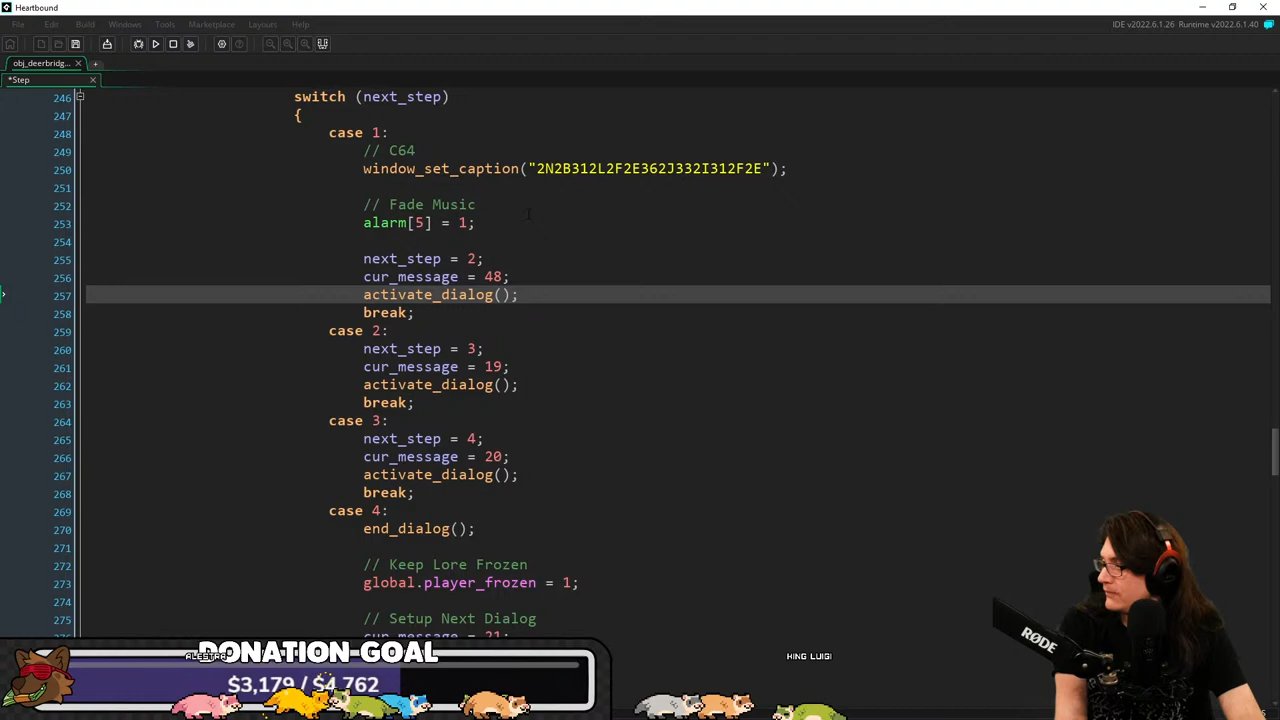 Heartbound
File Edit Build Windows Tools Marketplace Layouts Help
IDE v2022.6.1.26 Runtime v2022.6.1.40
obj_deerbridg...
*Step
246 switch (next_step)
247 {
248 case 1:
249 // C64
250 window_set_caption("2N2B312L2F2E362J332I312F2E");
251
252 // Fade Music
253 alarm[5] = 1;
254
255 next_step = 2;
256 cur_message = 48;
257 activate_dialog();
258 break;
259 case 2:
260 next_step = 3;
261 cur_message = 19;
262 activate_dialog();
263 break;
264 case 3:
265 next_step = 4;
266 cur_message = 20;
267 activate_dialog();
268 break;
269 case 4:
270 end_dialog();
271
272 // Keep Lore Frozen
273 global.player_frozen = 1;
274
275 // Setup Next Dialog
cur_message = 21;
RØDE
DONATION GOAL
$3,179 / $4,762
KING LUIGI